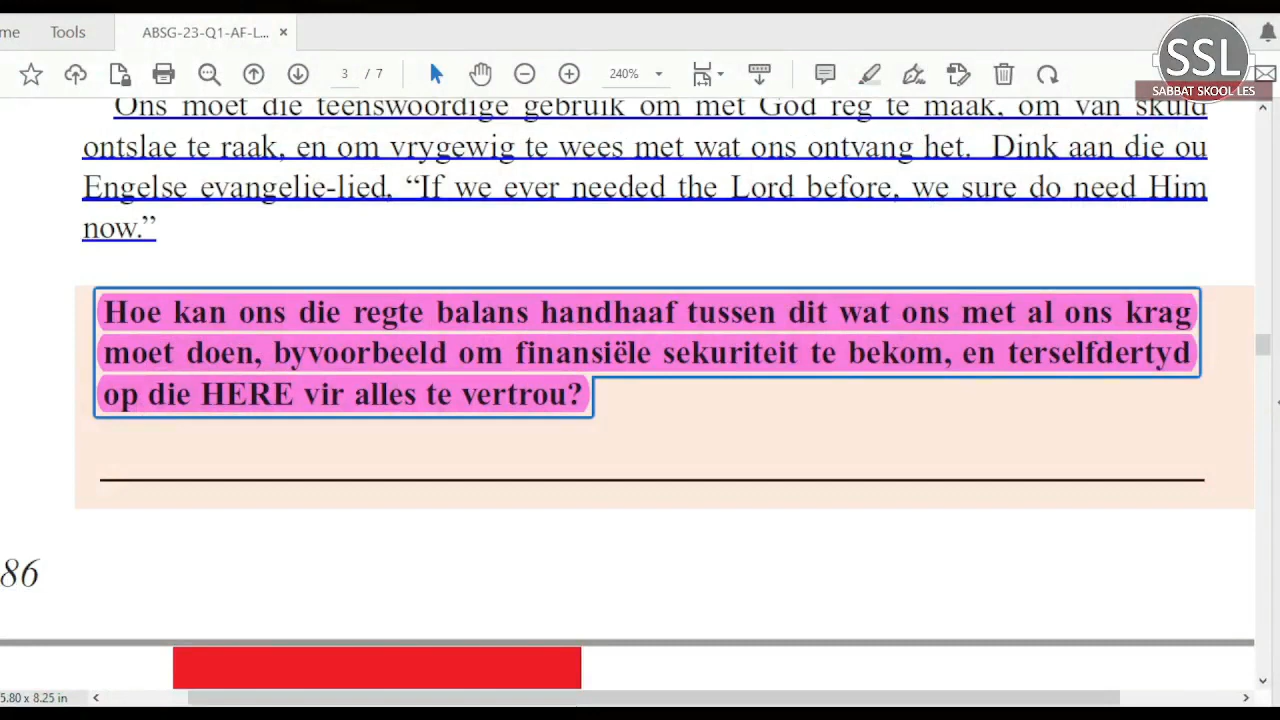 me
Tools
ABSG-23-Q1-AF-L... ×
SSL
SABBAT SKOOL LES
3 / 7
240%
Ons moet die teenswoordige gebruik om met God reg te maak, om van skuld
ontslae te raak, en om vrygewig te wees met wat ons ontvang het. Dink aan die ou
Engelse evangelie-lied, “If we ever needed the Lord before, we sure do need Him
now.”
Hoe kan ons die regte balans handhaaf tussen dit wat ons met al ons krag
moet doen, byvoorbeeld om finansiële sekuriteit te bekom, en terselfdertyd
op die HERE vir alles te vertrou?
86
5.80 x 8.25 in